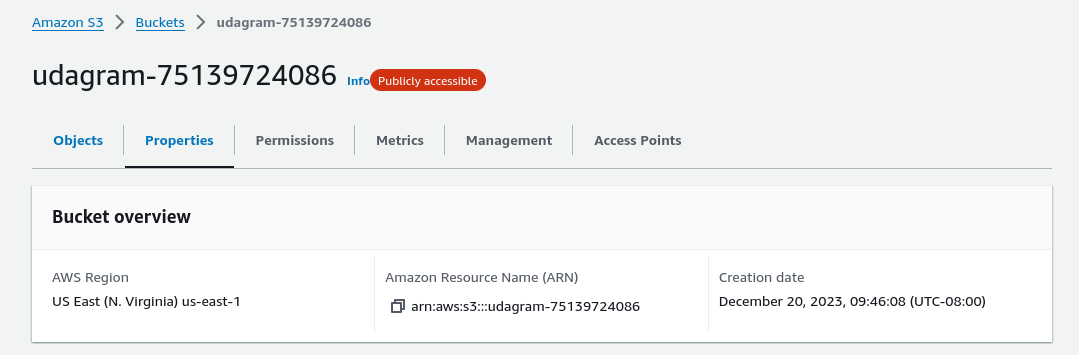 Amazon S3 > Buckets > udagram-75139724086
udagram-75139724086 Info Publicly accessible
Objects Properties Permissions Metrics Management Access Points
Bucket overview
AWS Region
US East (N. Virginia) us-east-1
Amazon Resource Name (ARN)
arn:aws:s3:::udagram-75139724086
Creation date
December 20, 2023, 09:46:08 (UTC-08:00)